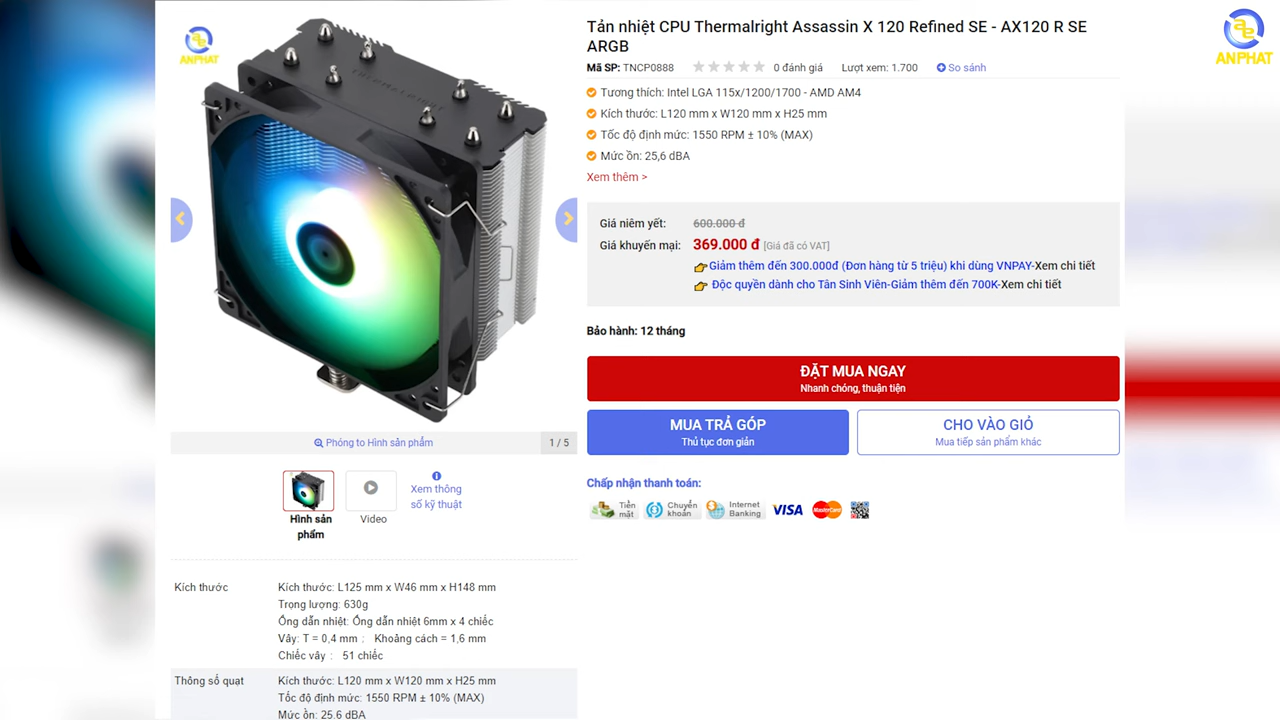 ANPHAT
ANPHAT
Tản nhiệt CPU Thermalright Assassin X 120 Refined SE - AX120 R SE
ARGB
Mã SP: TNCP0888 0 đánh giá Lượt xem: 1.700 So sánh
Tương thích: Intel LGA 115x/1200/1700 - AMD AM4
Kích thước: L120 mm x W120 mm x H25 mm
Tốc độ định mức: 1550 RPM ± 10% (MAX)
Mức ồn: 25,6 dBA
Xem thêm >
Giá niêm yết: 600.000 đ
Giá khuyến mại: 369.000 đ [Giá đã có VAT]
Giảm thêm đến 300.000đ (Đơn hàng từ 5 triệu) khi dùng VNPAY-Xem chi tiết
Độc quyền dành cho Tân Sinh Viên-Giảm thêm đến 700K-Xem chi tiết
Bảo hành: 12 tháng
ĐẶT MUA NGAY
Nhanh chóng, thuận tiện
MUA TRẢ GÓP
Thủ tục đơn giản
CHO VÀO GIỎ
Mua tiếp sản phẩm khác
Chấp nhận thanh toán:
Tiền
mặt
Chuyển
khoản
Internet
Banking
VISA
MasterCard
Phóng to Hình sản phẩm
1 / 5
Hình sản
phẩm
Video
Xem thông
số kỹ thuật
Kích thước
Kích thước: L125 mm x W46 mm x H148 mm
Trọng lượng: 630g
Ống dẫn nhiệt: Ống dẫn nhiệt 6mm x 4 chiếc
Vây: T = 0,4 mm ; Khoảng cách = 1,6 mm
Chiếc vây : 51 chiếc
Thông số quạt
Kích thước: L120 mm x W120 mm x H25 mm
Tốc độ định mức: 1550 RPM ± 10% (MAX)
Mức ồn: 25.6 dBA